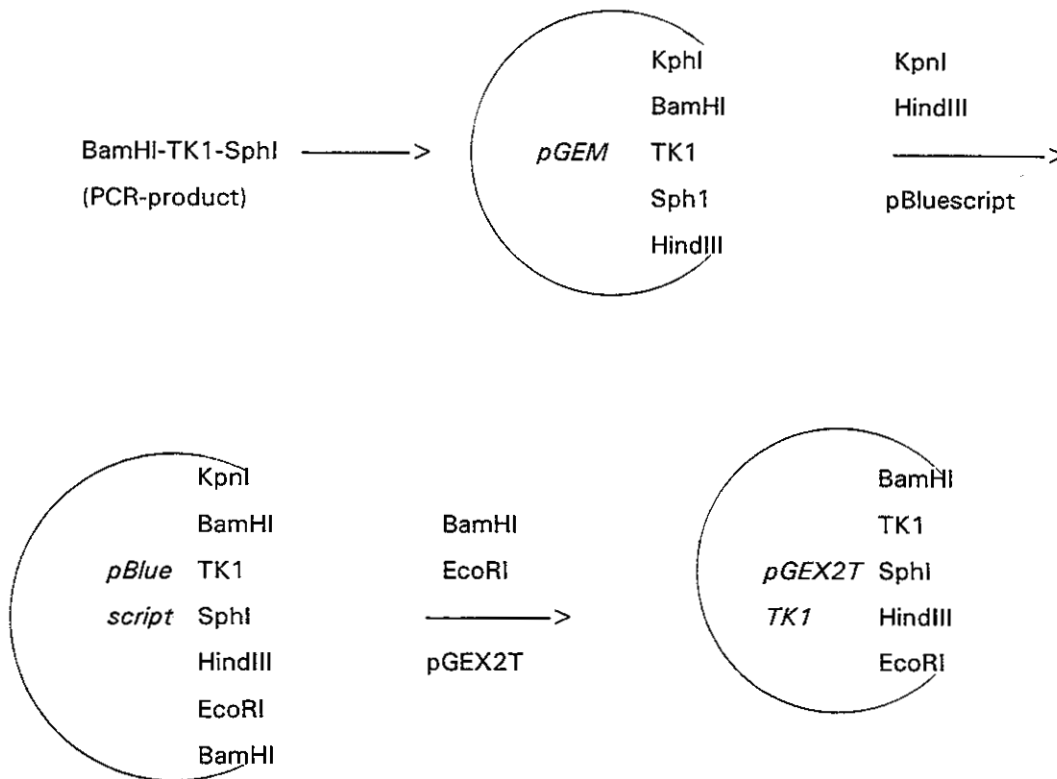 BamHI-TK1-SphI
(PCR-product)
pGEM
KphI
BamHI
TK1
Sph1
HindIII
KpnI
HindIII
pBluescript
pBlue
script
KpnI
BamHI
TK1
SphI
HindIII
EcoRI
BamHI
BamHI
EcoRI
pGEX2T
pGEX2T
TK1
BamHI
TK1
SphI
HindIII
EcoRI